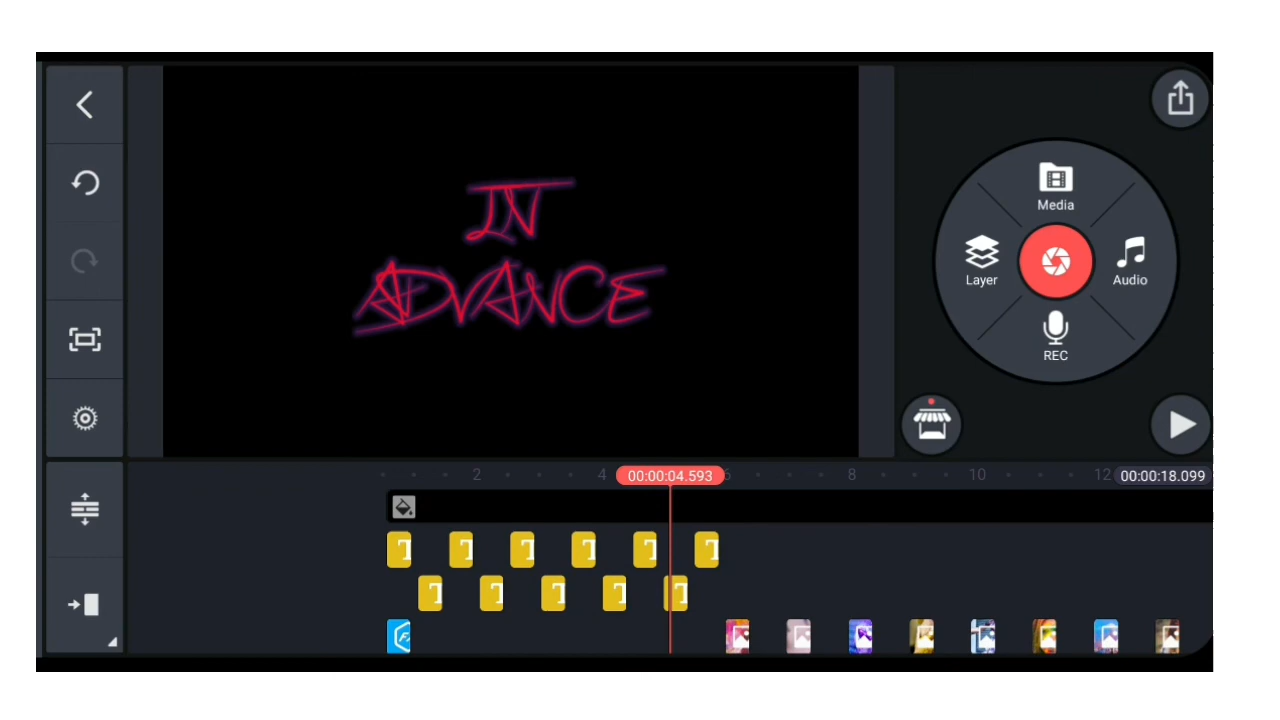 IN
ADVANCE
Media
Layer
Audio
REC
2 4 00:00:04.593 6 8 10 12 00:00:18.099
T T T T T T
T T T T T